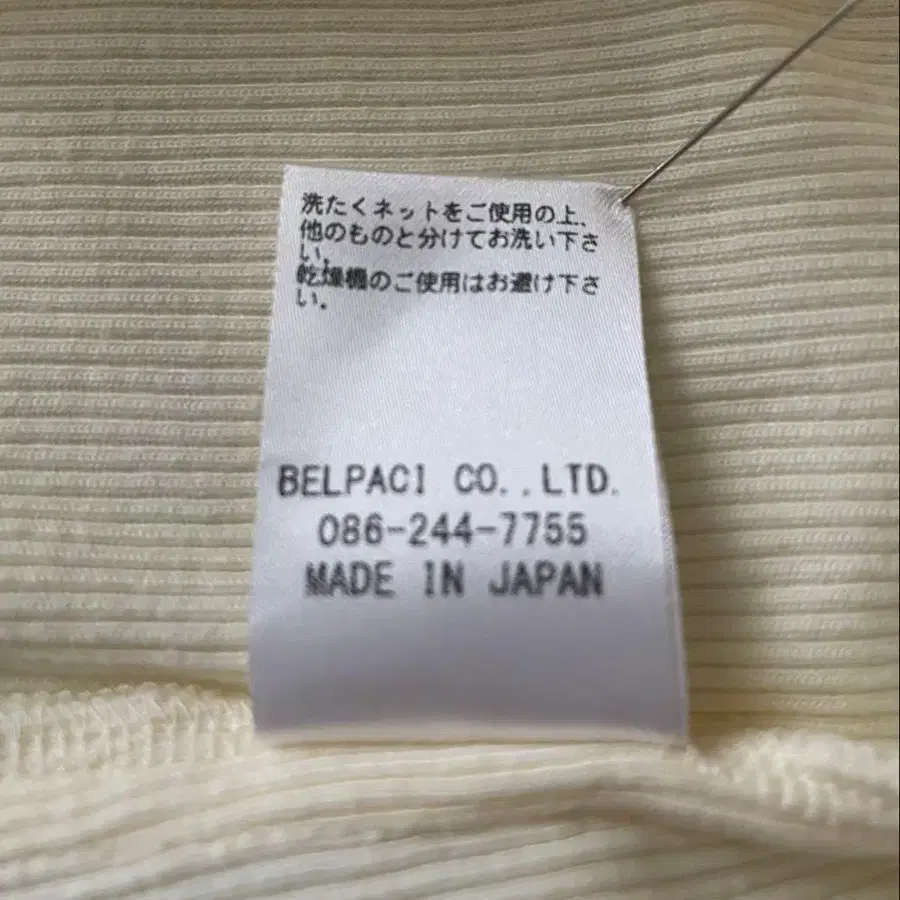 洗たくネットをご使用の上、
他のものと分けてお洗い下さ
い。
乾燥機のご使用はお避け下さ
い。
BELPACI CO.,LTD.
086-244-7755
MADE IN JAPAN